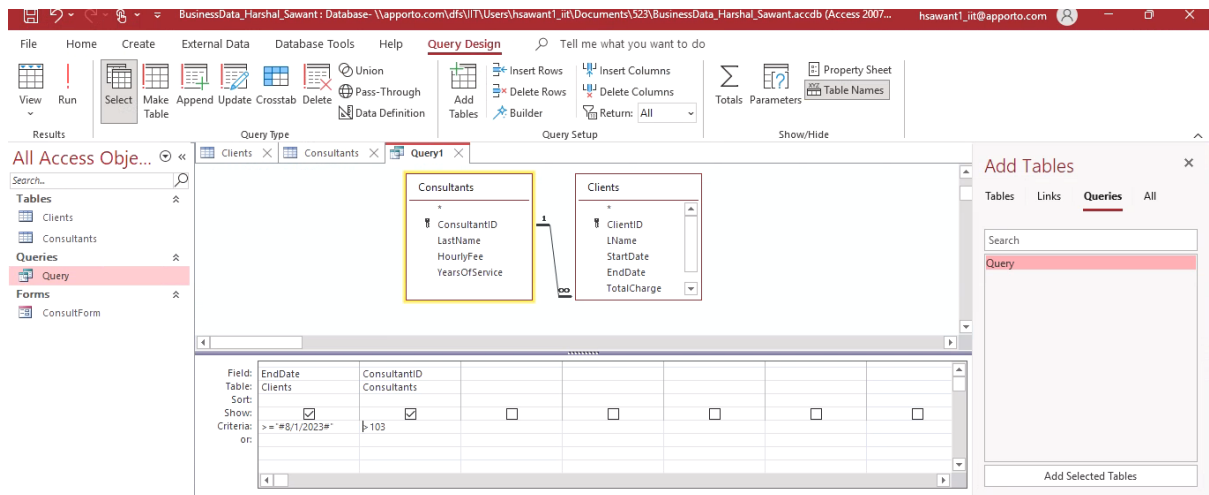 BusinessData_Harshal_Sawant : Database- \\apporto.com\dfs\IIT\Users\hsawant1_iit\Documents\523\BusinessData_Harshal_Sawant.accdb (Access 2007... hsawant1_iit@apporto.com
File Home Create External Data Database Tools Help Query Design Tell me what you want to do
View Run Select Make Table Append Update Crosstab Delete Union Pass-Through Data Definition Add Tables Insert Rows Delete Rows Builder Insert Columns Delete Columns Return: All Totals Parameters Property Sheet XYZ Table Names
Results Query Type Query Setup Show/Hide
All Access Obje... « Clients Consultants Query1
Search...
Tables
Clients
Consultants
Queries
Query
Forms
ConsultForm
Consultants
*
ConsultantID
LastName
HourlyFee
YearsOfService
1
∞
Clients
*
ClientID
LName
StartDate
EndDate
TotalCharge
Field: EndDate ConsultantID
Table: Clients Consultants
Sort:
Show:
Criteria: >="#8/1/2023#" >103
or:
Add Tables
Tables Links Queries All
Search
Query
Add Selected Tables